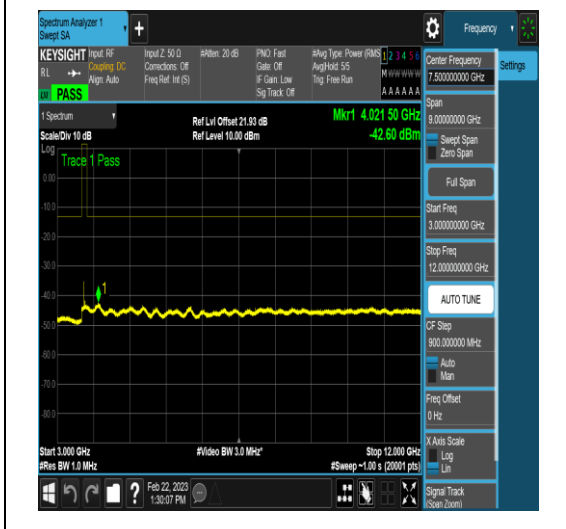 Spectrum Analyzer 1
Swept SA
+
Frequency
KEYSIGHT
Input: RF
Input Z: 50 Ω
#Atten: 20 dB
PNO: Fast
#Avg Type: Power (RMS
1 2 3 4 5 6
RL
Coupling: DC
Corrections: Off
Gate: Off
Avg|Hold: 5/5
M W W W W W
Align: Auto
Freq Ref: Int (S)
IF Gain: Low
Trig: Free Run
PASS
Sig Track: Off
A A A A A A
Center Frequency
7.500000000 GHz
Settings
Span
9.00000000 GHz
Swept Span
Zero Span
Full Span
Start Freq
3.000000000 GHz
Stop Freq
12.000000000 GHz
AUTO TUNE
CF Step
900.000000 MHz
Auto
Man
Freq Offset
0 Hz
X Axis Scale
Log
Lin
Signal Track
(Span Zoom)
1 Spectrum
Ref Lvl Offset 21.93 dB
Mkr1 4.021 50 GHz
Scale/Div 10 dB
Ref Level 10.00 dBm
-42.60 dBm
Log
Trace 1 Pass
0.00
-10.0
-20.0
-30.0
-40.0
1
-50.0
-60.0
-70.0
-80.0
Start 3.000 GHz
#Video BW 3.0 MHz*
Stop 12.000 GHz
#Res BW 1.0 MHz
#Sweep ~1.00 s (20001 pts)
?
Feb 22, 2023
1:30:07 PM